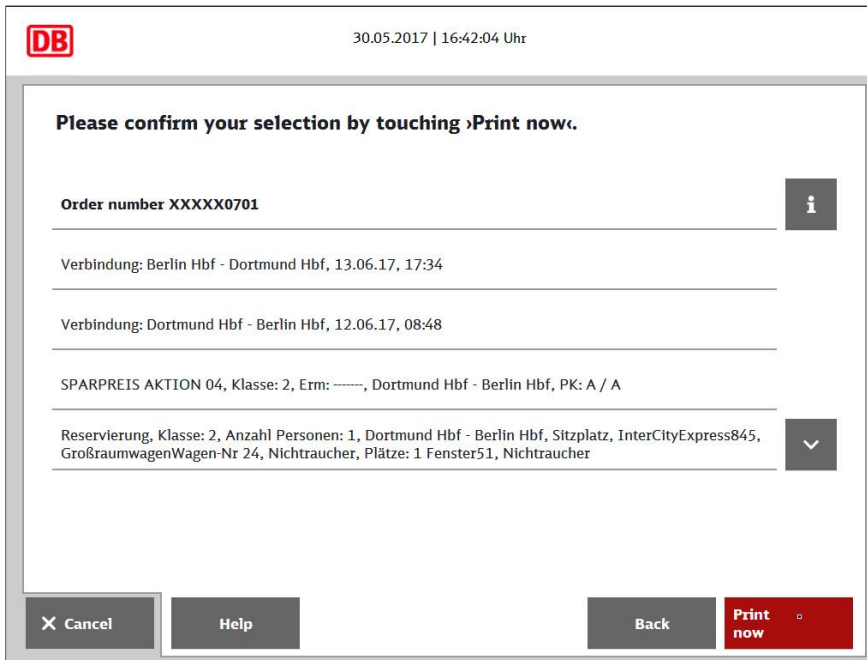 DB
30.05.2017 | 16:42:04 Uhr
Please confirm your selection by touching ›Print now‹.
Order number XXXXX0701
i
Verbindung: Berlin Hbf - Dortmund Hbf, 13.06.17, 17:34
Verbindung: Dortmund Hbf - Berlin Hbf, 12.06.17, 08:48
SPARPREIS AKTION 04, Klasse: 2, Erm: -------, Dortmund Hbf - Berlin Hbf, PK: A / A
Reservierung, Klasse: 2, Anzahl Personen: 1, Dortmund Hbf - Berlin Hbf, Sitzplatz, InterCityExpress845,
GroßraumwagenWagen-Nr 24, Nichtraucher, Plätze: 1 Fenster51, Nichtraucher
Cancel
Help
Back
Print
now